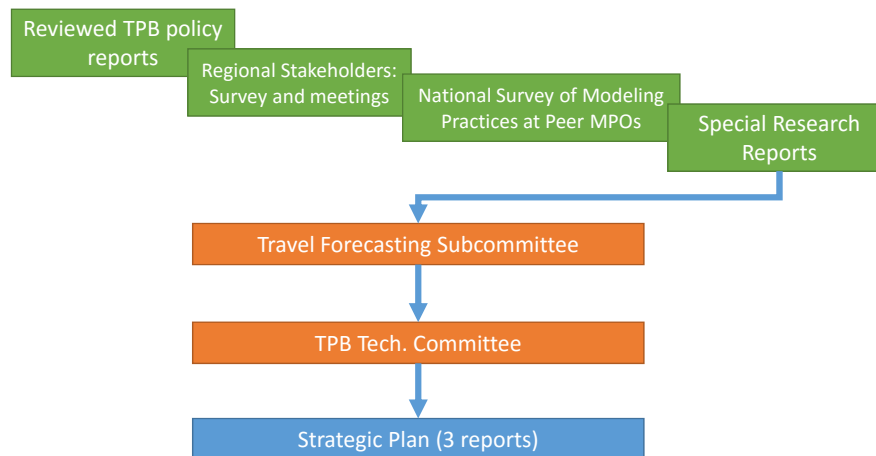 Reviewed TPB policy
reports
Regional Stakeholders:
Survey and meetings
National Survey of Modeling
Practices at Peer MPOs
Special Research
Reports
Travel Forecasting Subcommittee
TPB Tech. Committee
Strategic Plan (3 reports)